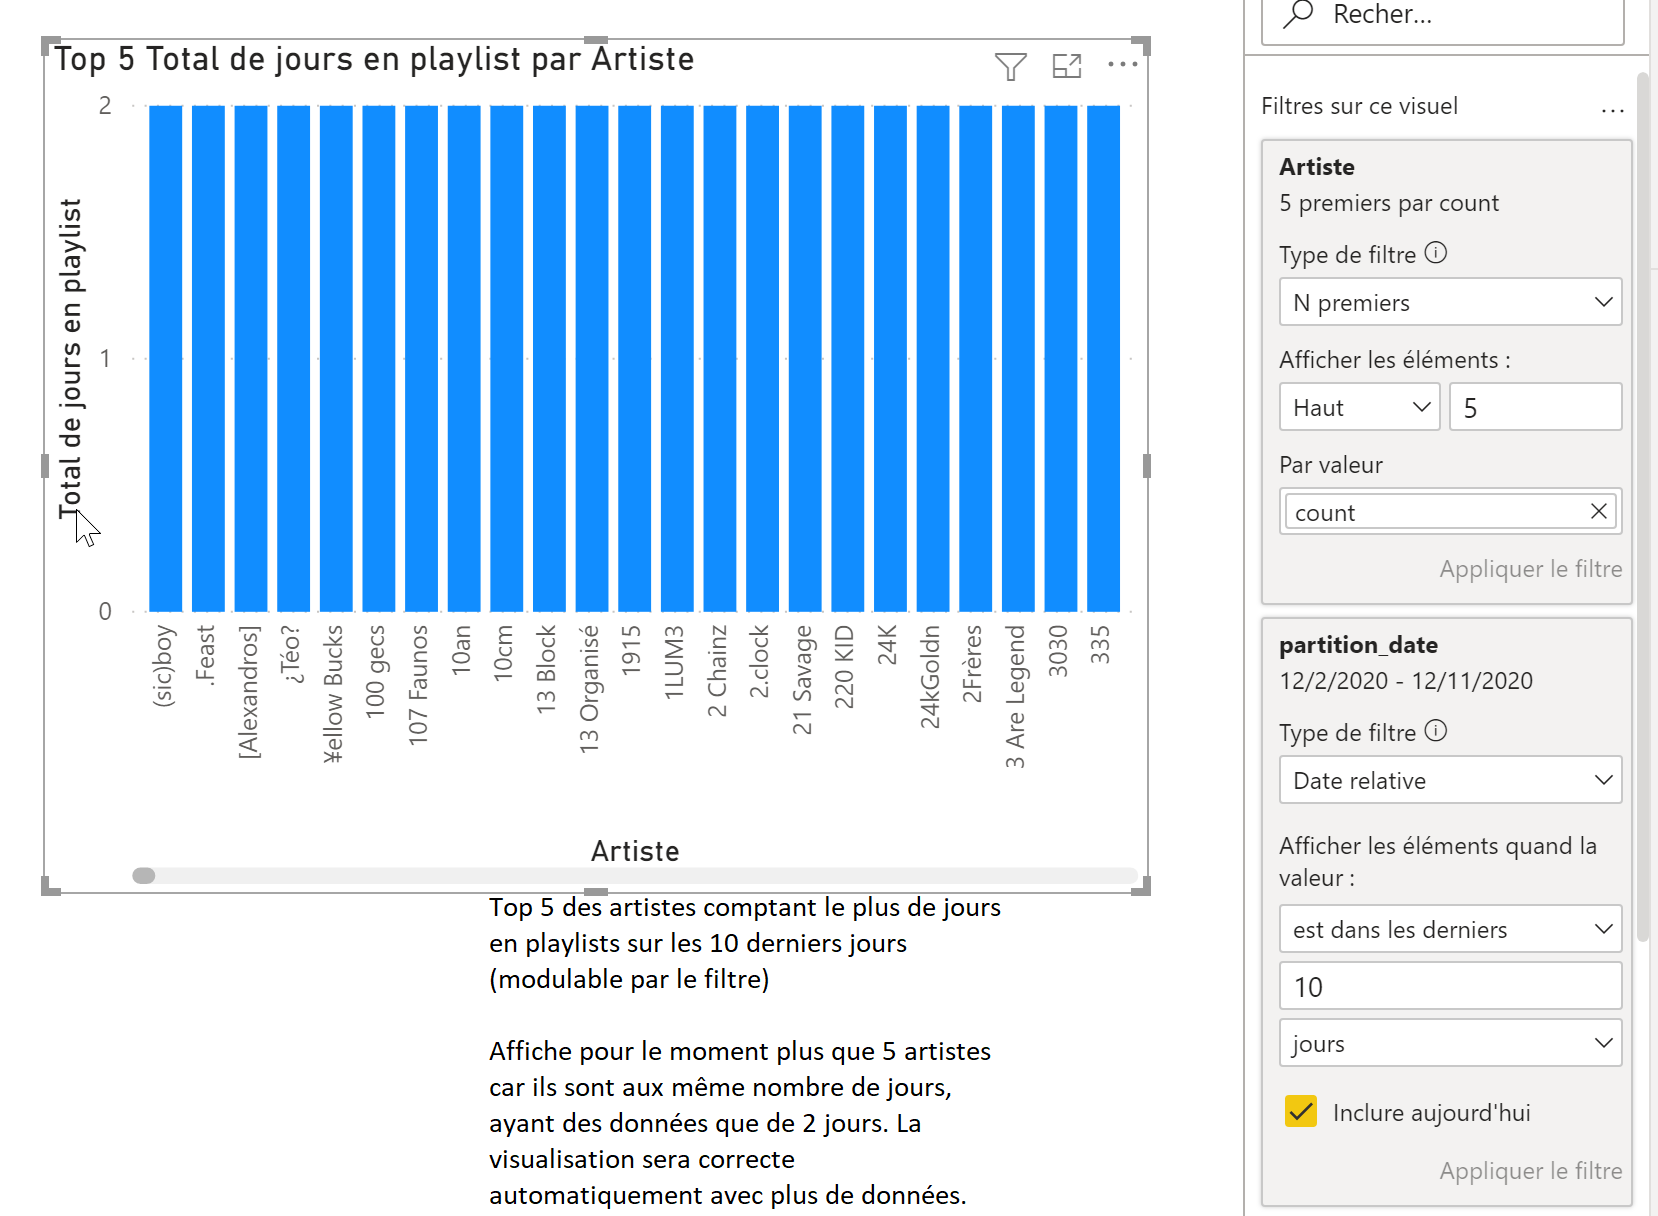 Top 5 Total de jours en playlist par Artiste
Total de jours en playlist
2
1
0
(sic)boy
.Feast
[Alexandros]
¿Téo?
¥ellow Bucks
100 gecs
107 Faunos
10an
10cm
13 Block
13 Organisé
1915
1LUM3
2 Chainz
2.clock
21 Savage
220 KID
24K
24kGoldn
2Frères
3 Are Legend
3030
335
Artiste
Top 5 des artistes comptant le plus de jours
en playlists sur les 10 derniers jours
(modulable par le filtre)
Affiche pour le moment plus que 5 artistes
car ils sont aux même nombre de jours,
ayant des données que de 2 jours. La
visualisation sera correcte
automatiquement avec plus de données.
Recher...
Filtres sur ce visuel
Artiste
5 premiers par count
Type de filtre
N premiers
Afficher les éléments :
Haut 5
Par valeur
count
Appliquer le filtre
partition_date
12/2/2020 - 12/11/2020
Type de filtre
Date relative
Afficher les éléments quand la
valeur :
est dans les derniers
10
jours
Inclure aujourd'hui
Appliquer le filtre